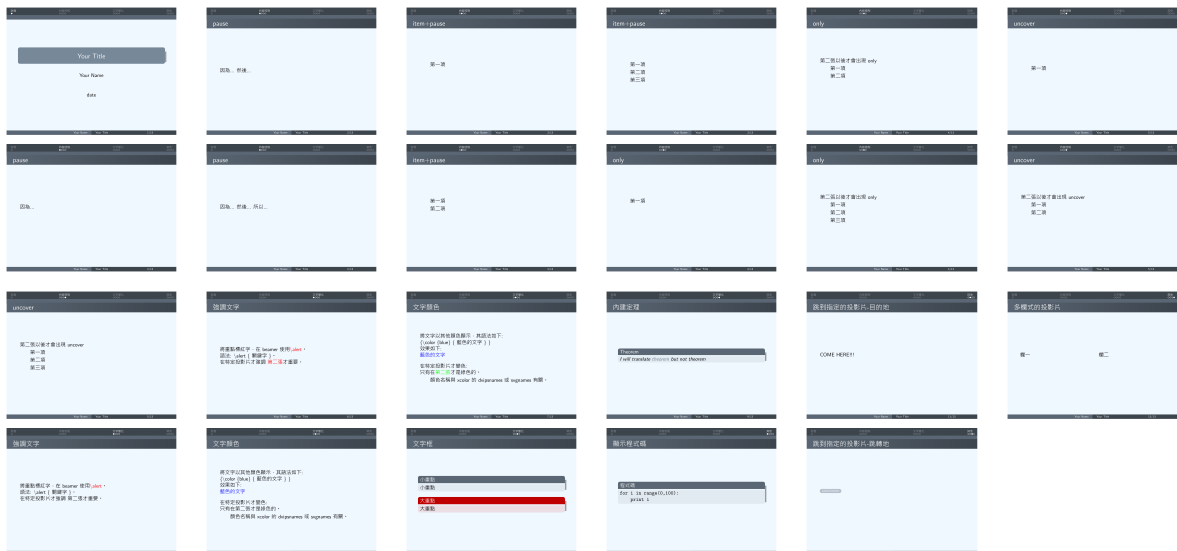 Your Title
Your Name
date
pause
因為... 然後...
item+pause
第一項
item+pause
第一項
第二項
第三項
only
第二張以後才會出現 only
第一項
第二項
uncover
第一項
pause
因為...
pause
因為... 然後... 所以...
item+pause
第一項
第二項
only
第一項
only
第二張以後才會出現 only
第一項
第二項
第三項
uncover
第二張以後才會出現 uncover
第一項
第二項
uncover
第二張以後才會出現 uncover
第一項
第二項
第三項
強調文字
將重點標紅字，在 beamer 使用\alert，
語法: \alert { 關鍵字 }。
在特定投影片才強調 第二張才重要。
文字顏色
將文字以其他顏色顯示，其語法如下:
{\color {blue} { 藍色的文字 } }
效果如下:
藍色的文字
在特定投影片才變色:
只有在第二張才是綠色的。
顏色名稱與 xcolor 的 dvipsnames 或 svgnames 有關。
內建定理
Theorem
I will translate theorem but not theorem
跳到指定的投影片-目的地
COME HERE!!!
多欄式的投影片
欄一
欄二
強調文字
將重點標紅字，在 beamer 使用\alert，
語法: \alert { 關鍵字 }。
在特定投影片才強調 第二張才重要。
文字顏色
將文字以其他顏色顯示，其語法如下:
{\color {blue} { 藍色的文字 } }
效果如下:
藍色的文字
在特定投影片才變色:
只有在第二張才是綠色的。
顏色名稱與 xcolor 的 dvipsnames 或 svgnames 有關。
文字框
小重點
小重點
大重點
大重點
顯示程式碼
程式碼
for i in range(0,100):
print i
跳到指定的投影片-跳轉地